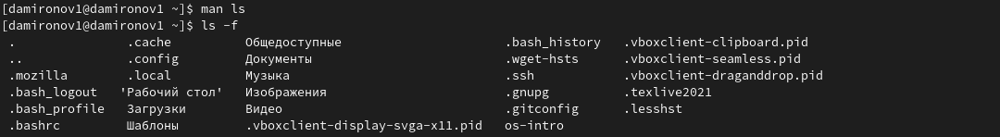 [damironov1@damironov1 ~]$ man ls
[damironov1@damironov1 ~]$ ls -f
. .cache Общедоступные .bash_history .vboxclient-clipboard.pid
.. .config Документы .wget-hsts .vboxclient-seamless.pid
.mozilla .local Музыка .ssh .vboxclient-draganddrop.pid
.bash_logout 'Рабочий стол' Изображения .gnupg .texlive2021
.bash_profile Загрузки Видео .gitconfig .lesshst
.bashrc Шаблоны .vboxclient-display-svga-x11.pid os-intro